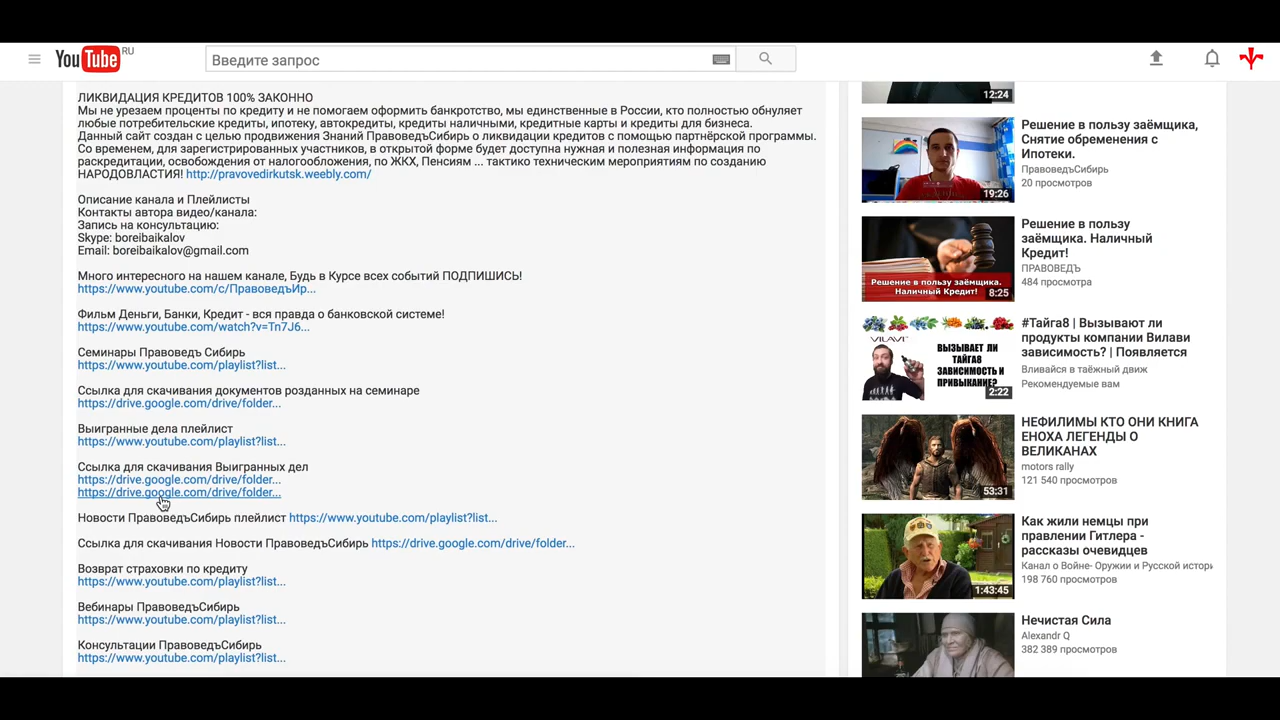 YouTube RU
Введите запрос
ЛИКВИДАЦИЯ КРЕДИТОВ 100% ЗАКОННО
Мы не урезаем проценты по кредиту и не помогаем оформить банкротство, мы единственные в России, кто полностью обнуляет
любые потребительские кредиты, ипотеку, автокредиты, кредиты наличными, кредитные карты и кредиты для бизнеса.
Данный сайт создан с целью продвижения Знаний ПравоведЪСибирь о ликвидации кредитов с помощью партнёрской программы.
Со временем, для зарегистрированных участников, в открытой форме будет доступна нужная и полезная информация по
раскредитации, освобождения от налогообложения, по ЖКХ, Пенсиям ... тактико техническим мероприятиям по созданию
НАРОДОВЛАСТИЯ! http://pravovedirkutsk.weebly.com/
Описание канала и Плейлисты
Контакты автора видео/канала:
Запись на консультацию:
Skype: boreibaikalov
Email: boreibaikalov@gmail.com
Много интересного на нашем канале, Будь в Курсе всех событий ПОДПИШИСЬ!
https://www.youtube.com/c/ПравоведъИр...
Фильм Деньги, Банки, Кредит - вся правда о банковской системе!
https://www.youtube.com/watch?v=Tn7J6...
Семинары Правоведъ Сибирь
https://www.youtube.com/playlist?list...
Ссылка для скачивания документов розданных на семинаре
https://drive.google.com/drive/folder...
Выигранные дела плейлист
https://www.youtube.com/playlist?list...
Ссылка для скачивания Выигранных дел
https://drive.google.com/drive/folder...
https://drive.google.com/drive/folder...
Новости ПравоведъСибирь плейлист https://www.youtube.com/playlist?list...
Ссылка для скачивания Новости ПравоведъСибирь https://drive.google.com/drive/folder...
Возврат страховки по кредиту
https://www.youtube.com/playlist?list...
Вебинары ПравоведъСибирь
https://www.youtube.com/playlist?list...
Консультации ПравоведъСибирь
https://www.youtube.com/playlist?list...
12:24
19:26
Решение в пользу заёмщика,
Снятие обременения с
Ипотеки.
ПравоведъСибирь
20 просмотров
Решение в пользу заёмщика.
Наличный Кредит!
8:25
Решение в пользу
заёмщика. Наличный
Кредит!
ПРАВОВЕДЪ
484 просмотра
VILAVI
ВЫЗЫВАЕТ ЛИ
ТАЙГА8
ЗАВИСИМОСТЬ И
ПРИВЫКАНИЕ?
2:22
#Тайга8 | Вызывают ли
продукты компании Вилави
зависимость? | Появляется
Вливайся в таёжный движ
Рекомендуемые вам
53:31
НЕФИЛИМЫ КТО ОНИ КНИГА
ЕНОХА ЛЕГЕНДЫ О
ВЕЛИКАНАХ
motors rally
121 540 просмотров
1:43:45
Как жили немцы при
правлении Гитлера -
рассказы очевидцев
Канал о Войне- Оружии и Русской истори
198 760 просмотров
Нечистая Сила
Alexandr Q
382 389 просмотров